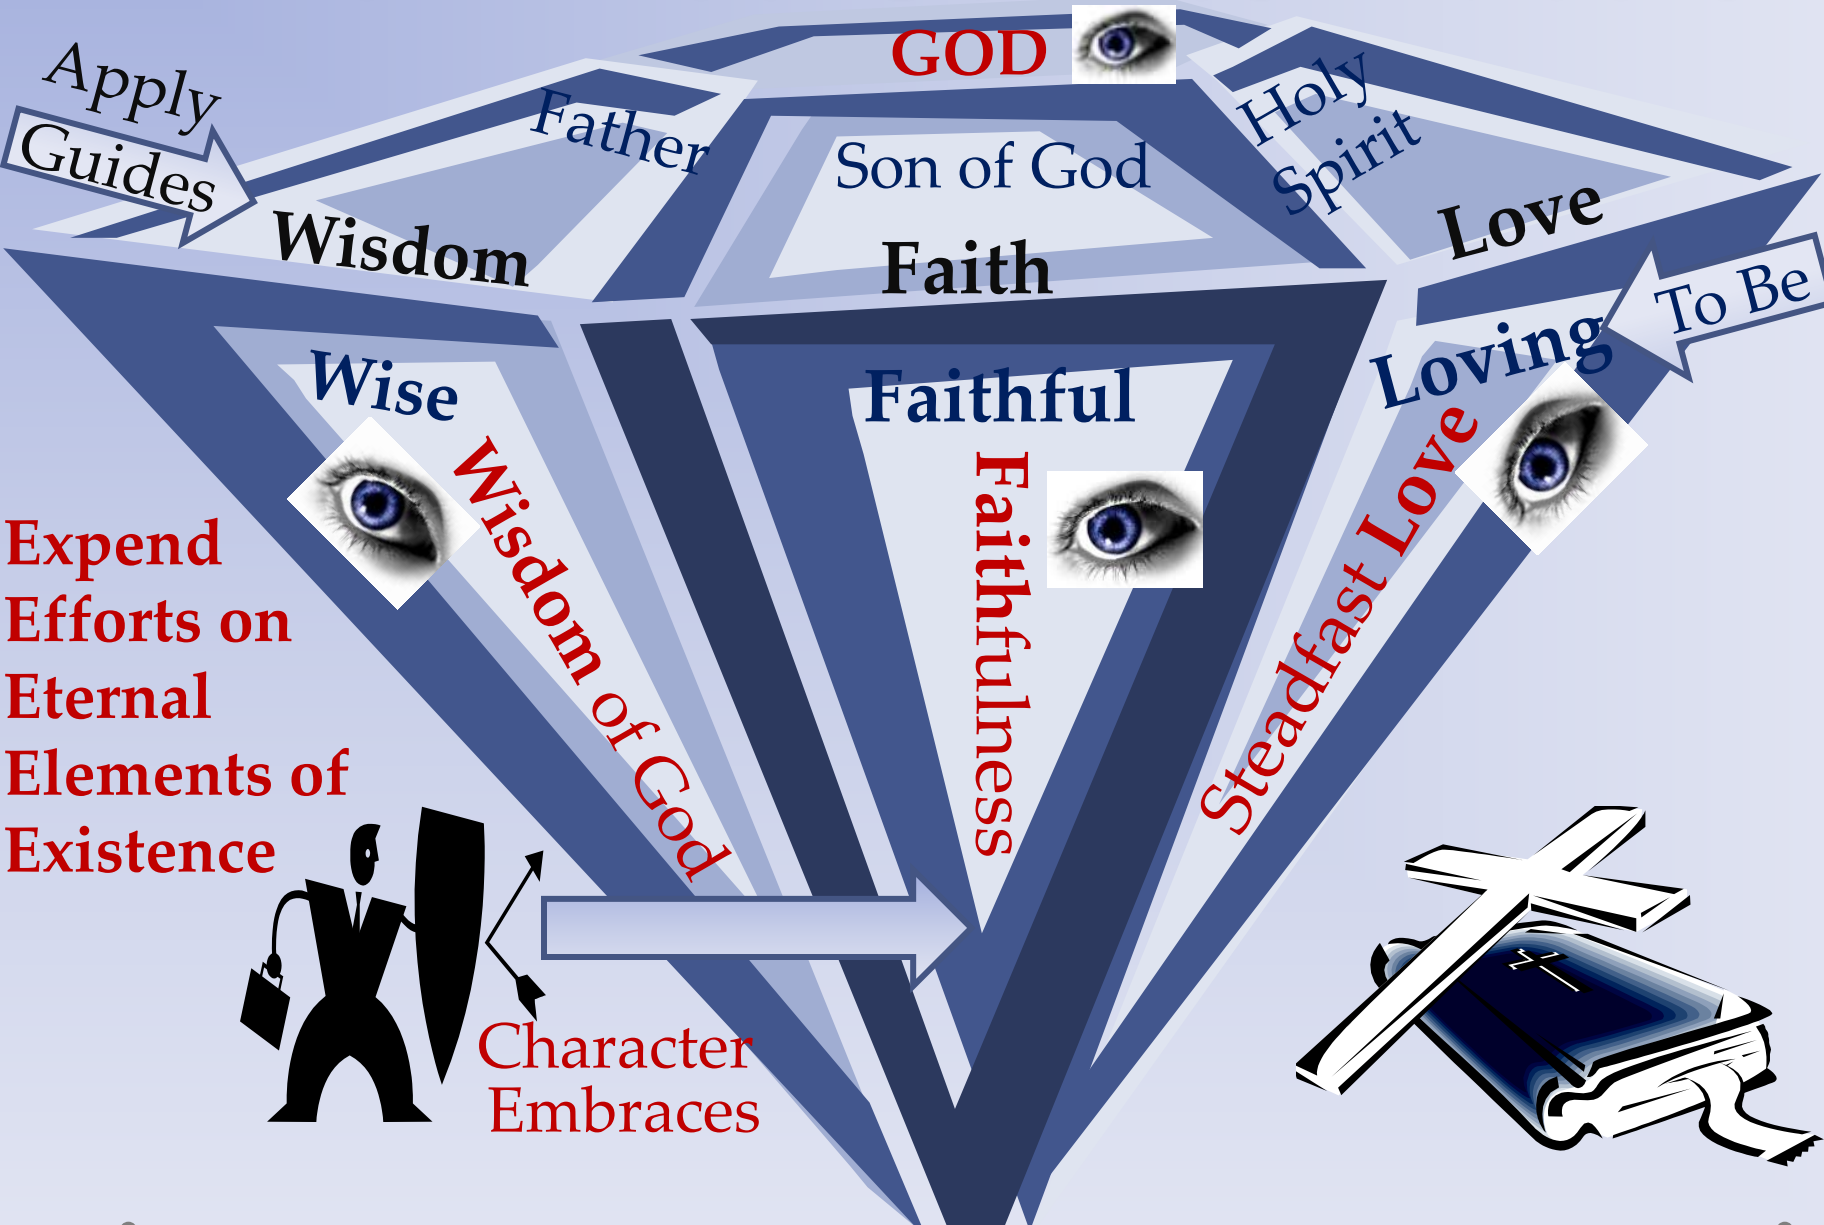 GOD
Apply
Guides
Father
Son of God
Holy
Spirit
Wisdom
Faith
Love
To Be
Wise
Faithful
Loving
Wisdom of God
Faithfulness
Steadfast Love
Expend
Efforts on
Eternal
Elements of
Existence
Character
Embraces